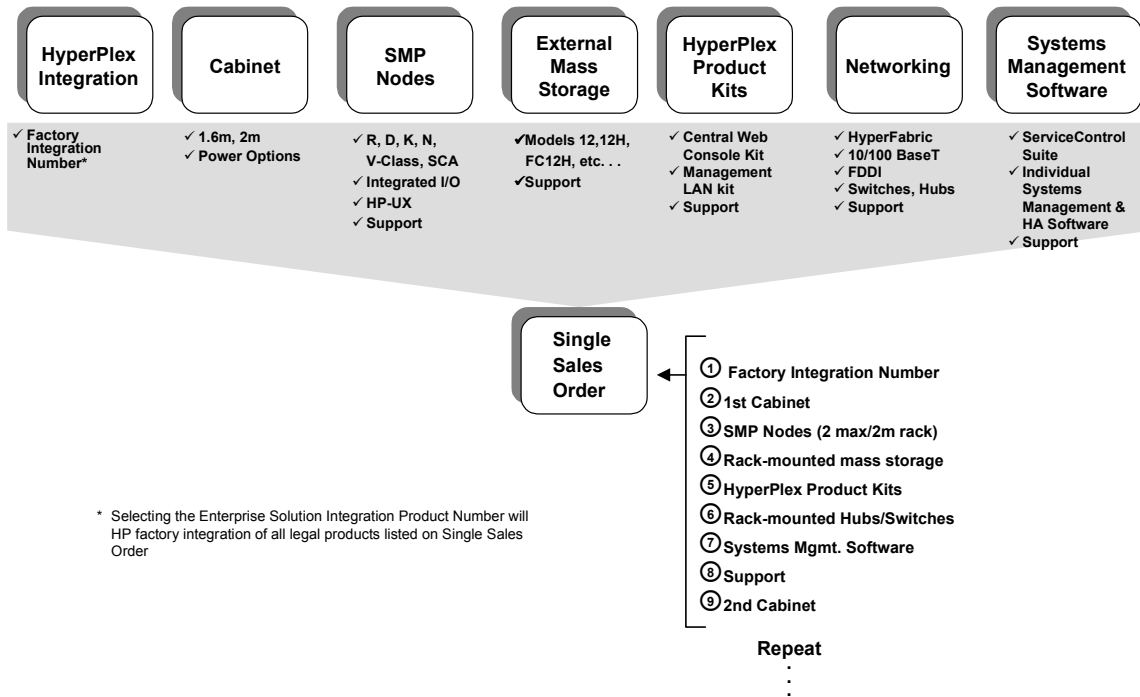 HyperPlex
Integration
Cabinet
SMP
Nodes
External
Mass
Storage
HyperPlex
Product
Kits
Networking
Systems
Management
Software
✓ Factory
Integration
Number*
✓ 1.6m, 2m
✓ Power Options
✓ R, D, K, N,
V-Class, SCA
✓ Integrated I/O
✓ HP-UX
✓ Support
✓Models 12,12H,
FC12H, etc. . .
✓Support
✓ Central Web
Console Kit
✓ Management
LAN kit
✓ Support
✓ HyperFabric
✓ 10/100 BaseT
✓ FDDI
✓ Switches, Hubs
✓ Support
✓ ServiceControl
Suite
✓ Individual
Systems
Management &
HA Software
✓ Support
Single
Sales
Order
① Factory Integration Number
② 1st Cabinet
③ SMP Nodes (2 max/2m rack)
④ Rack-mounted mass storage
⑤ HyperPlex Product Kits
⑥ Rack-mounted Hubs/Switches
⑦ Systems Mgmt. Software
⑧ Support
⑨ 2nd Cabinet
Repeat
.
.
.
* Selecting the Enterprise Solution Integration Product Number will
HP factory integration of all legal products listed on Single Sales
Order